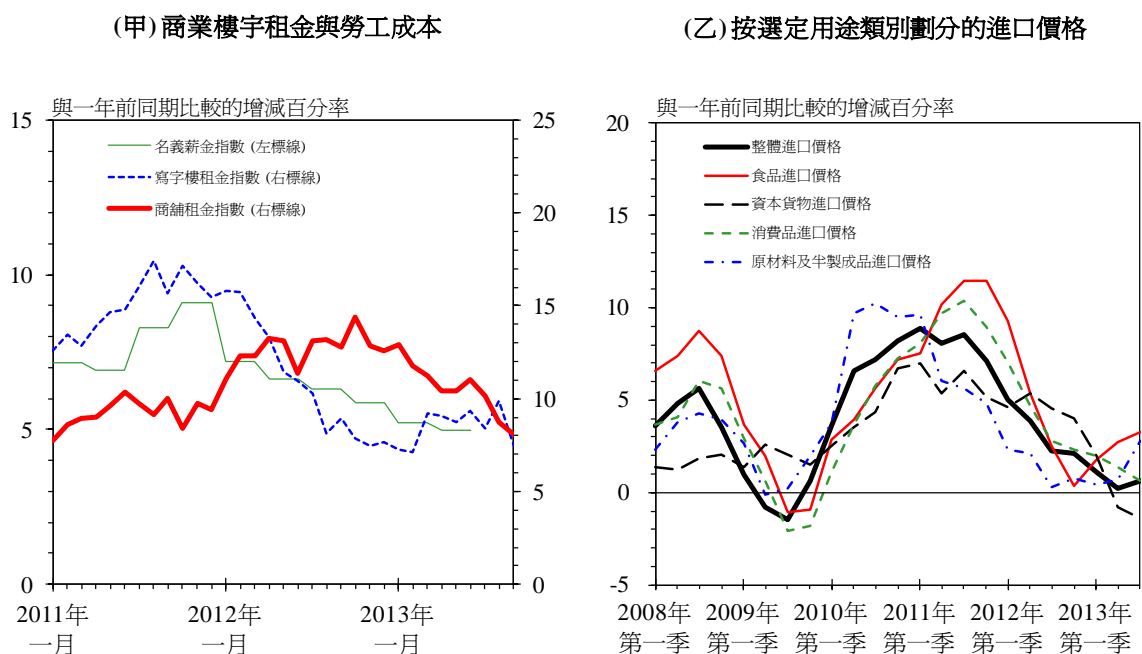 (甲) 商業樓宇租金與勞工成本
與一年前同期比較的增減百分率
15
10
5
0
25
20
15
10
5
0
名義薪金指數 (左標線)
寫字樓租金指數 (右標線)
商舖租金指數 (右標線)
2011年
一月
2012年
一月
2013年
一月
(乙) 按選定用途類別劃分的進口價格
與一年前同期比較的增減百分率
20
15
10
5
0
-5
整體進口價格
食品進口價格
資本貨物進口價格
消費品進口價格
原材料及半製成品進口價格
2008年
第一季
2009年
第一季
2010年
第一季
2011年
第一季
2012年
第一季
2013年
第一季